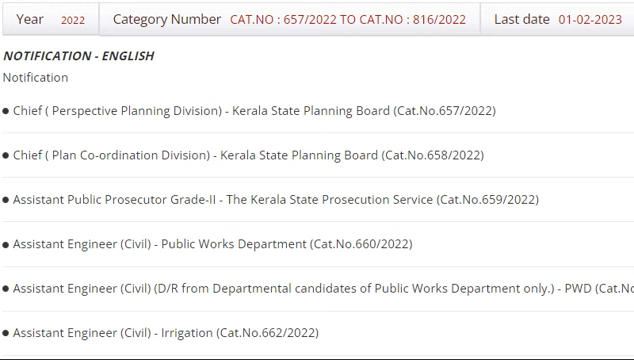 Year 2022 Category Number CAT.NO : 657/2022 TO CAT.NO : 816/2022 Last date 01-02-2023
NOTIFICATION - ENGLISH
Notification
Chief ( Perspective Planning Division) - Kerala State Planning Board (Cat.No.657/2022)
Chief ( Plan Co-ordination Division) - Kerala State Planning Board (Cat.No.658/2022)
Assistant Public Prosecutor Grade-II - The Kerala State Prosecution Service (Cat.No.659/2022)
Assistant Engineer (Civil) - Public Works Department (Cat.No.660/2022)
Assistant Engineer (Civil) (D/R from Departmental candidates of Public Works Department only.) - PWD (Cat.No
Assistant Engineer (Civil) - Irrigation (Cat.No.662/2022)